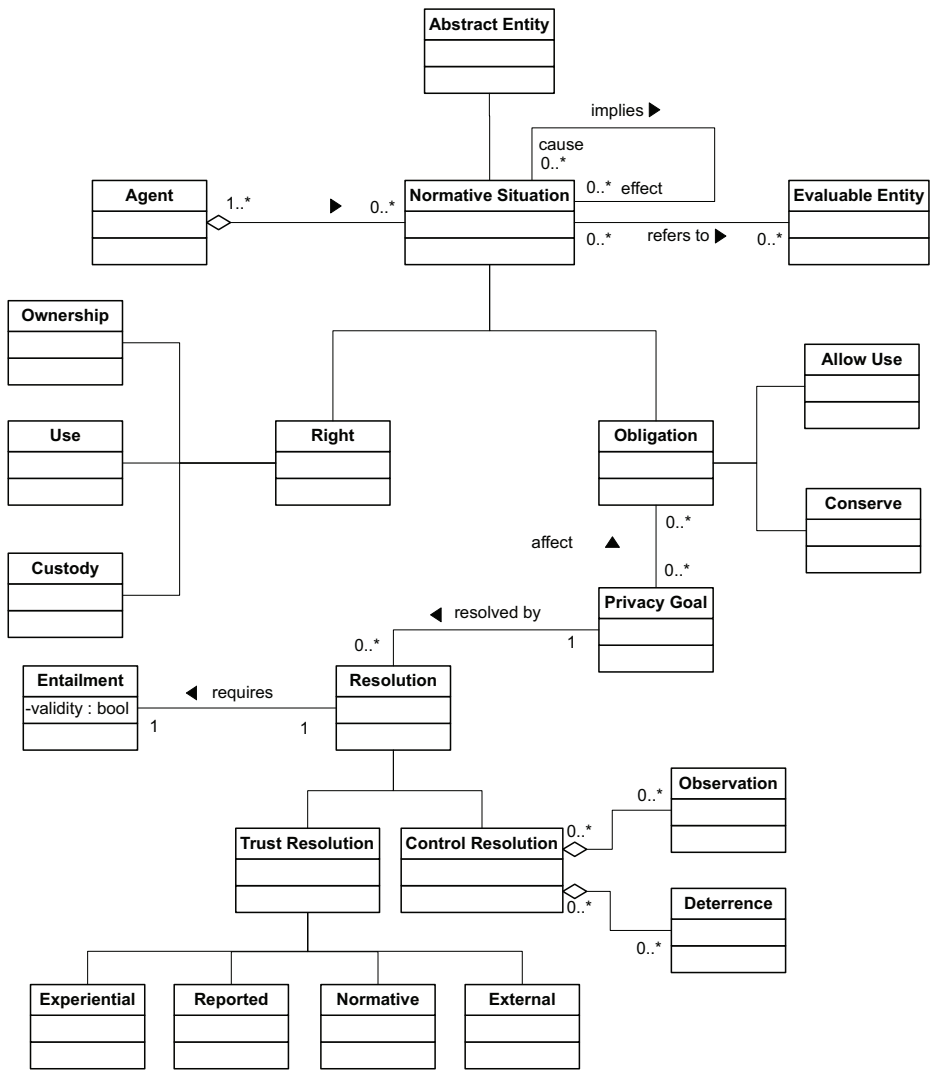 Abstract Entity
implies
cause
0..*
0..* effect
Agent
1..*
0..*
Normative Situation
Evaluable Entity
0..*
refers to
0..*
Ownership
Allow Use
Use
Right
Obligation
Conserve
0..*
affect
0..*
Custody
Privacy Goal
resolved by
0..*
1
Entailment
-validity : bool
requires
1
1
Resolution
Observation
0..*
Trust Resolution
Control Resolution
0..*
0..*
Deterrence
0..*
Experiential
Reported
Normative
External